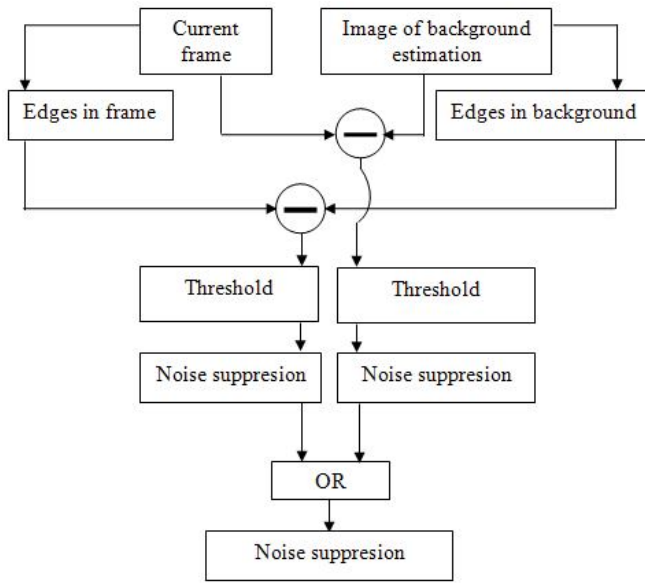 Current
frame
Image of background
estimation
Edges in frame
Edges in background
Threshold
Threshold
Noise suppresion
Noise suppresion
OR
Noise suppresion